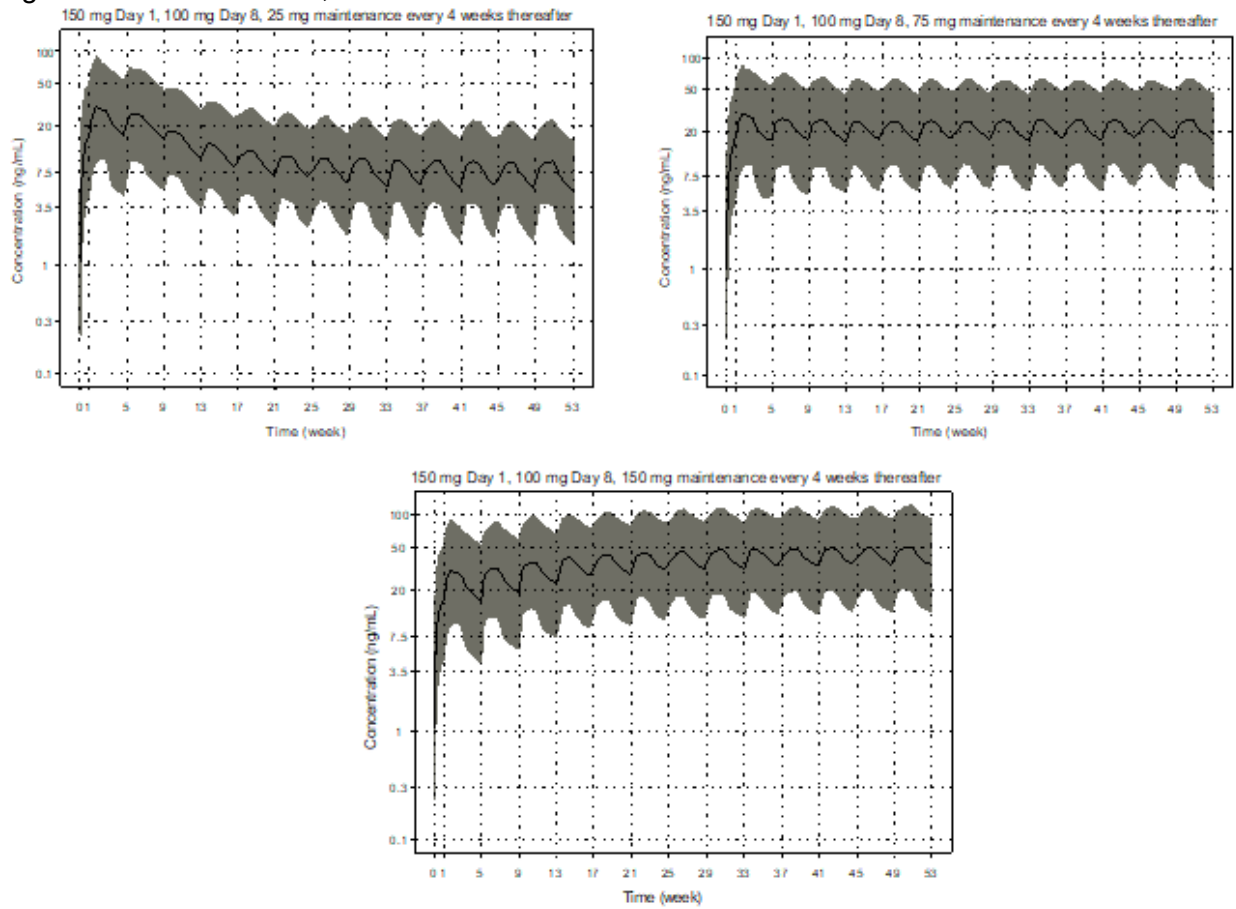 150 mg Day 1, 100 mg Day 8, 25 mg maintenance every 4 weeks thereafter
100
50
20
7.5
3.5
1
0.3
0.1
Concentration (ng/mL)
0 1 5 9 13 17 21 25 29 33 37 41 45 49 53
Time (week)
150 mg Day 1, 100 mg Day 8, 75 mg maintenance every 4 weeks thereafter
100
50
20
7.5
3.5
1
0.3
0.1
Concentration (ng/mL)
0 1 5 9 13 17 21 25 29 33 37 41 45 49 53
Time (week)
150 mg Day 1, 100 mg Day 8, 150 mg maintenance every 4 weeks thereafter
100
50
20
7.5
3.5
1
0.3
0.1
Concentration (ng/mL)
0 1 5 9 13 17 21 25 29 33 37 41 45 49 53
Time (week)